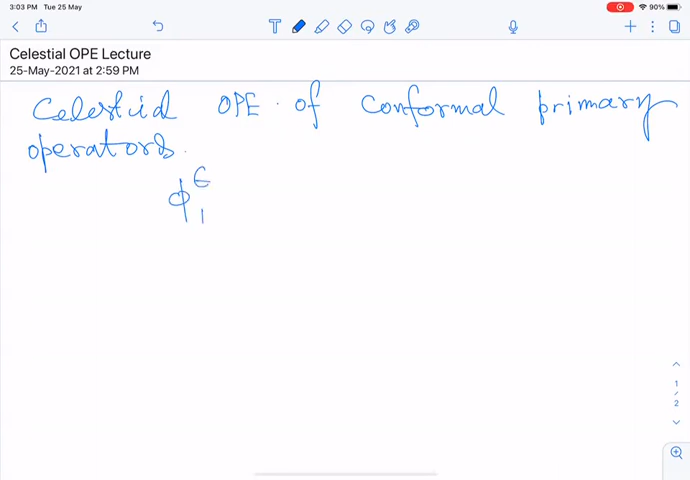 3:03 PM Tue 25 May
90%
Celestial OPE Lecture
25-May-2021 at 2:59 PM
Celestial OPE of conformal primary
operators.
ϕ₁^ϵ
1
/
2